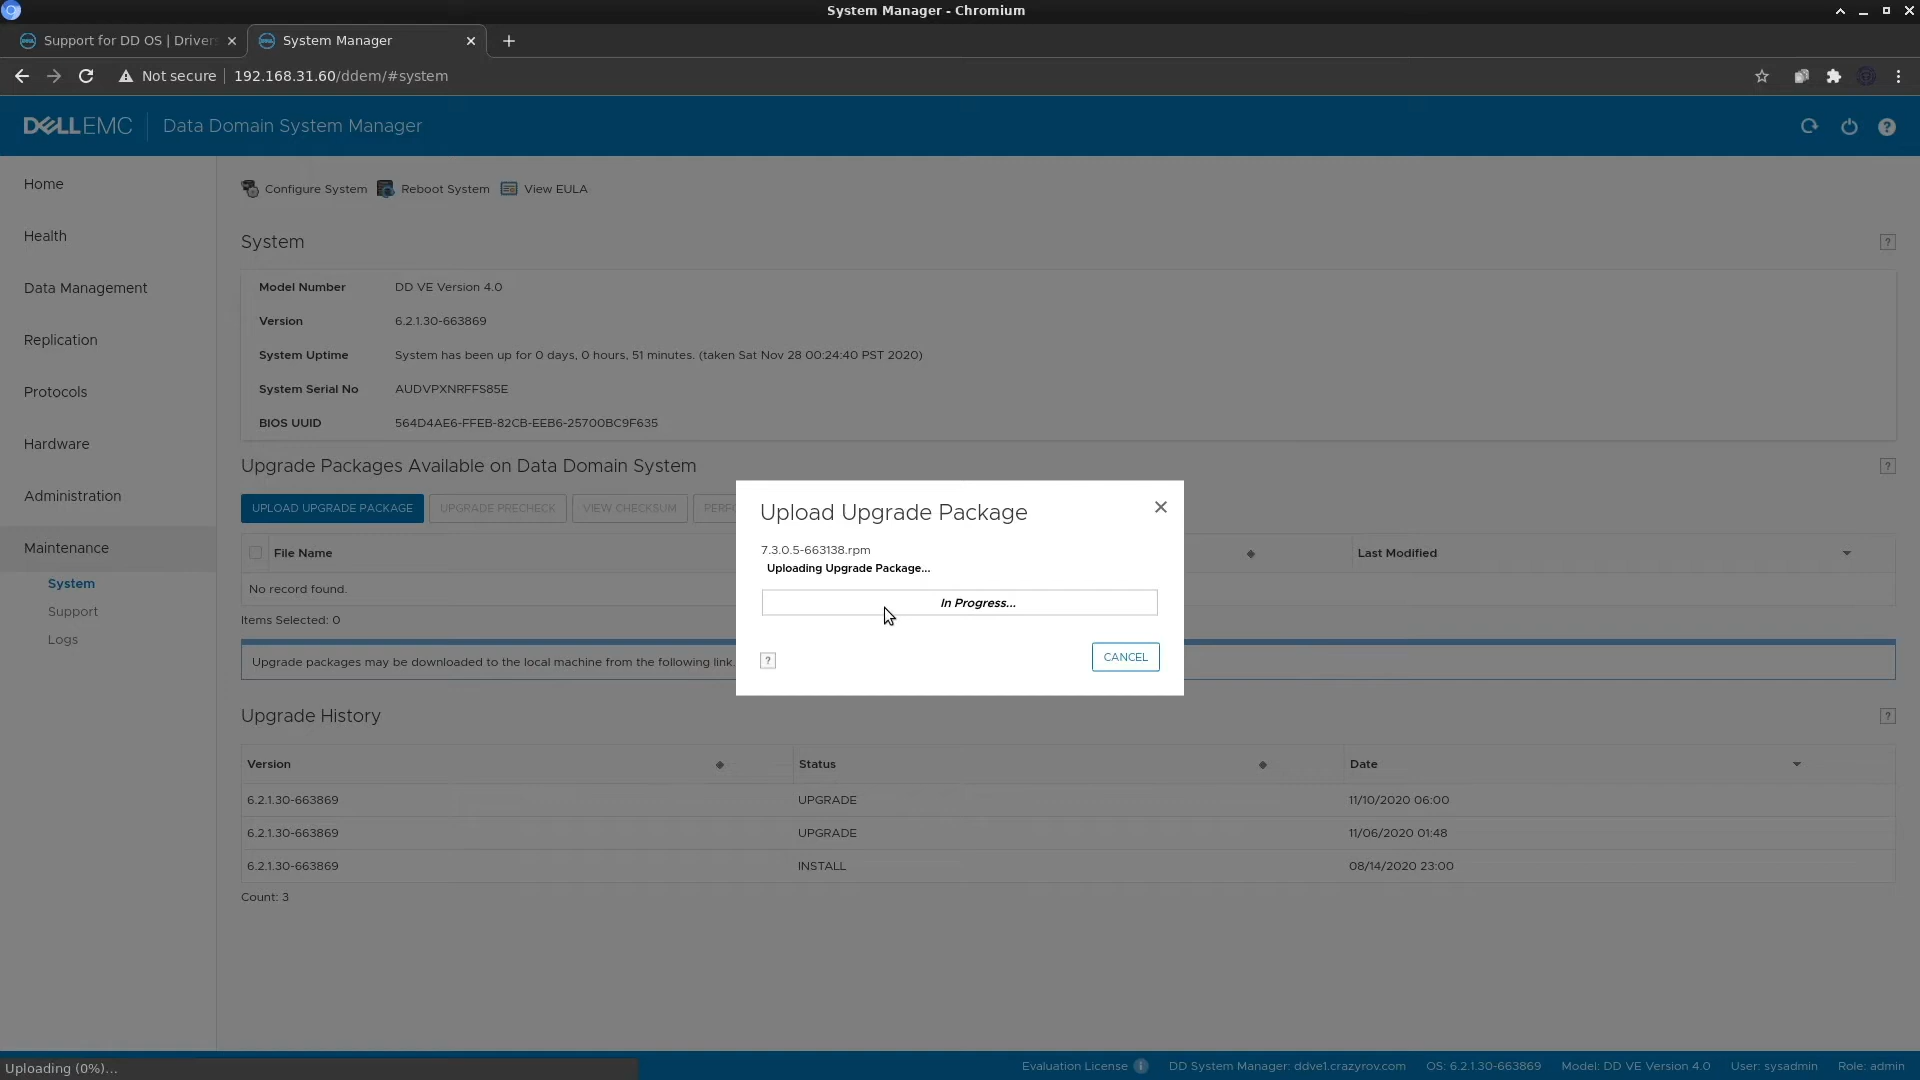 System Manager - Chromium
Support for DD OS | Drivers
System Manager
Not secure | 192.168.31.60/ddem/#system
DELLEMC Data Domain System Manager
Home
Health
Data Management
Replication
Protocols
Hardware
Administration
Maintenance
System
Support
Logs
Configure System Reboot System View EULA
System
Model Number DD VE Version 4.0
Version 6.2.1.30-663869
System Uptime System has been up for 0 days, 0 hours, 51 minutes. (taken Sat Nov 28 00:24:40 PST 2020)
System Serial No AUDVPXNRFFS85E
BIOS UUID 564D4AE6-FFEB-82CB-EEB6-25700BC9F635
Upgrade Packages Available on Data Domain System
UPLOAD UPGRADE PACKAGE UPGRADE PRECHECK VIEW CHECKSUM PERF
File Name Last Modified
No record found.
Items Selected: 0
Upgrade packages may be downloaded to the local machine from the following link.
Upload Upgrade Package
7.3.0.5-663138.rpm
Uploading Upgrade Package...
In Progress...
?
CANCEL
Upgrade History
Version Status Date
6.2.1.30-663869 UPGRADE 11/10/2020 06:00
6.2.1.30-663869 UPGRADE 11/06/2020 01:48
6.2.1.30-663869 INSTALL 08/14/2020 23:00
Count: 3
Uploading (0%)...
Evaluation License DD System Manager: ddve1.crazyrov.com OS: 6.2.1.30-663869 Model: DD VE Version 4.0 User: sysadmin Role: admin